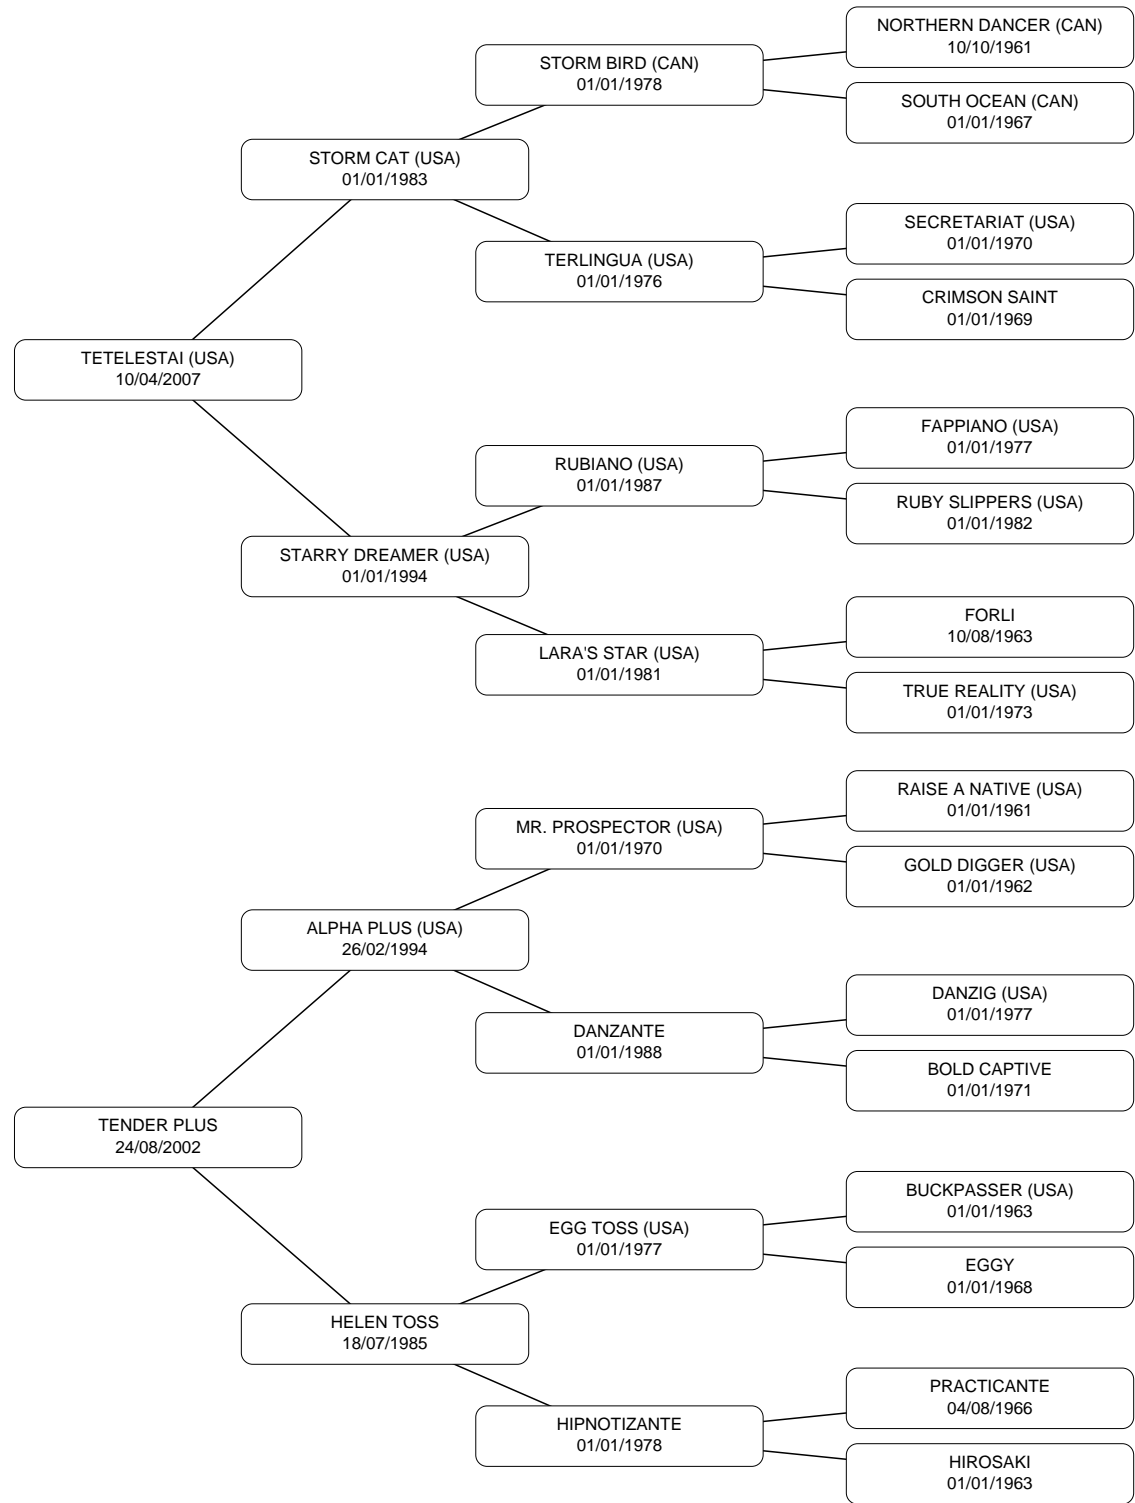 NORTHERN DANCER (CAN)
10/10/1961
STORM BIRD (CAN)
01/01/1978
SOUTH OCEAN (CAN)
01/01/1967
STORM CAT (USA)
01/01/1983
SECRETARIAT (USA)
01/01/1970
TERLINGUA (USA)
01/01/1976
CRIMSON SAINT
01/01/1969
TETELESTAI (USA)
10/04/2007
FAPPIANO (USA)
01/01/1977
RUBIANO (USA)
01/01/1987
RUBY SLIPPERS (USA)
01/01/1982
STARRY DREAMER (USA)
01/01/1994
FORLI
10/08/1963
LARA'S STAR (USA)
01/01/1981
TRUE REALITY (USA)
01/01/1973
RAISE A NATIVE (USA)
01/01/1961
MR. PROSPECTOR (USA)
01/01/1970
GOLD DIGGER (USA)
01/01/1962
ALPHA PLUS (USA)
26/02/1994
DANZIG (USA)
01/01/1977
DANZANTE
01/01/1988
BOLD CAPTIVE
01/01/1971
TENDER PLUS
24/08/2002
BUCKPASSER (USA)
01/01/1963
EGG TOSS (USA)
01/01/1977
EGGY
01/01/1968
HELEN TOSS
18/07/1985
PRACTICANTE
04/08/1966
HIPNOTIZANTE
01/01/1978
HIROSAKI
01/01/1963